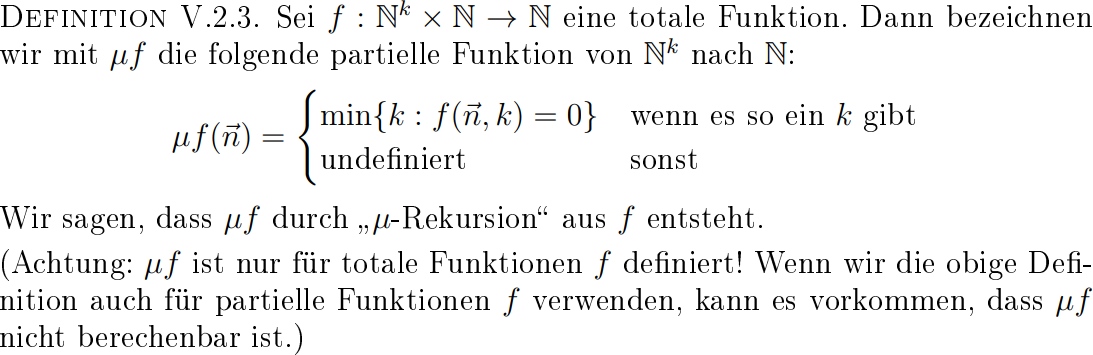 DEFINITION V.2.3. Sei f : ℕᵏ × ℕ → ℕ eine totale Funktion. Dann bezeichnen
wir mit μf die folgende partielle Funktion von ℕᵏ nach ℕ:
μf(n⃗) = { min{k : f(n⃗, k) = 0} wenn es so ein k gibt
undefiniert sonst
Wir sagen, dass μf durch „μ-Rekursion“ aus f entsteht.
(Achtung: μf ist nur für totale Funktionen f definiert! Wenn wir die obige Defi-
nition auch für partielle Funktionen f verwenden, kann es vorkommen, dass μf
nicht berechenbar ist.)